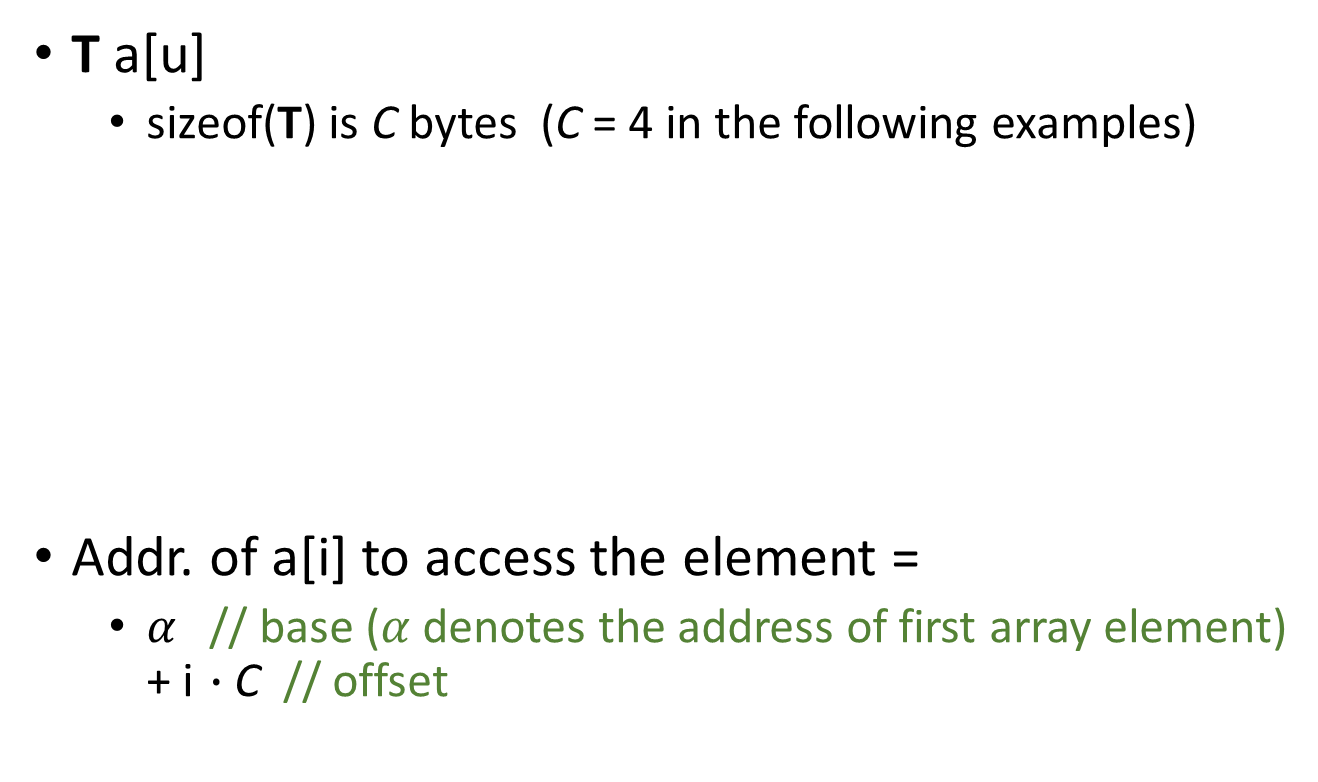 • T a[u]
• sizeof(T) is C bytes (C = 4 in the following examples)
• Addr. of a[i] to access the element =
• 𝛼 // base (𝛼 denotes the address of first array element)
+ i · C // offset